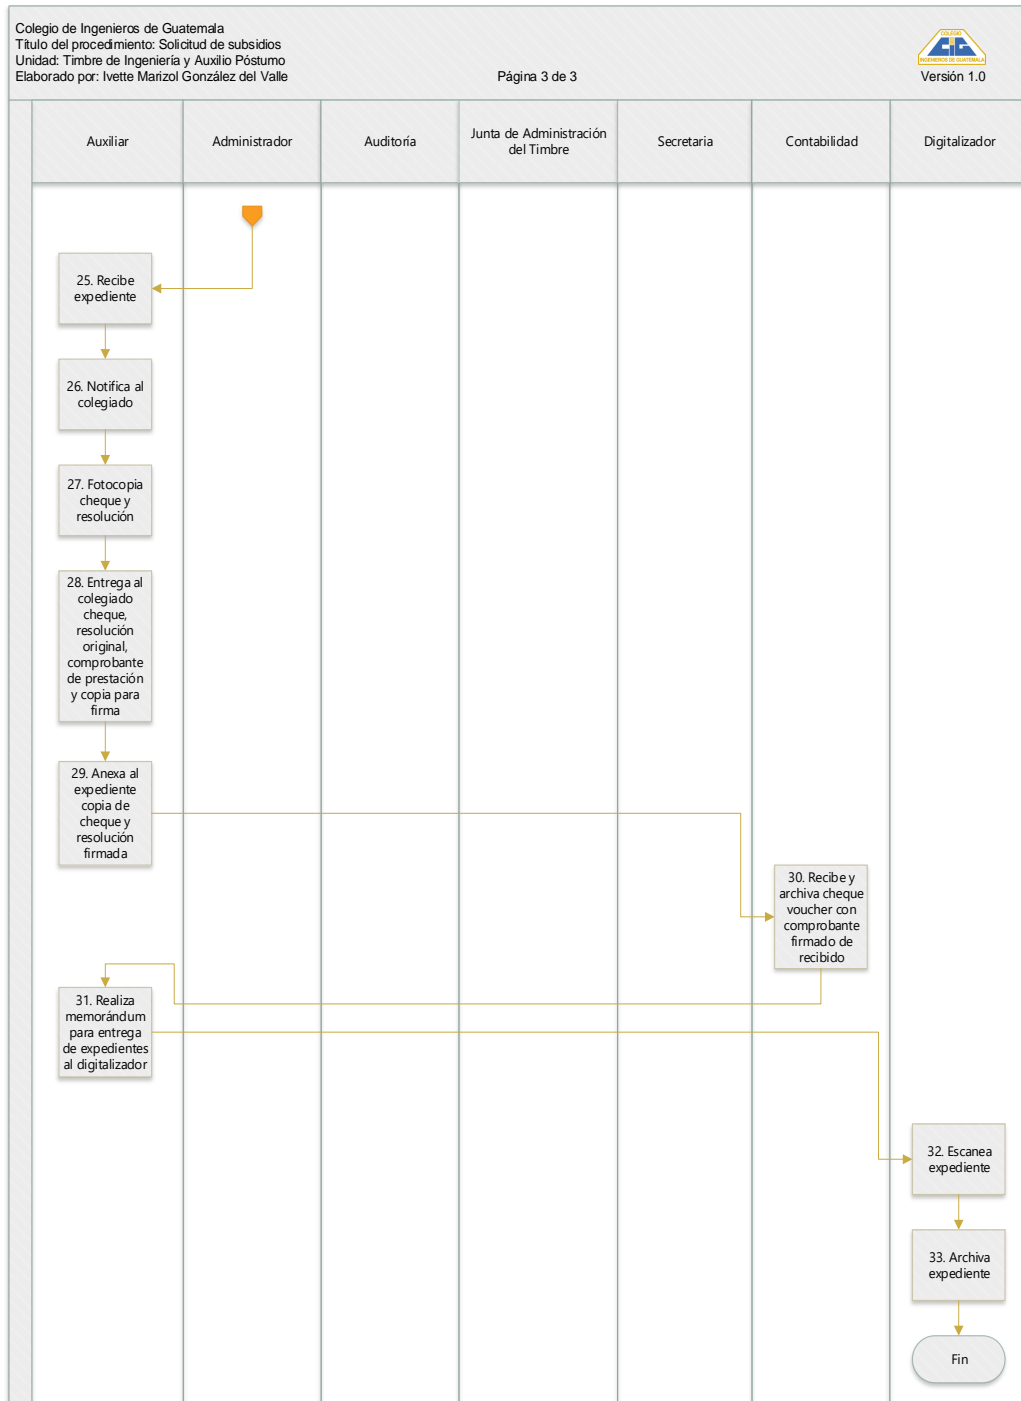 Colegio de Ingenieros de Guatemala
Título del procedimiento: Solicitud de subsidios
Unidad: Timbre de Ingeniería y Auxilio Póstumo
Elaborado por: Ivette Marizol González del Valle
Página 3 de 3
COLEGIO
CIG
INGENIEROS DE GUATEMALA
Versión 1.0
Auxiliar
Administrador
Auditoría
Junta de Administración
del Timbre
Secretaria
Contabilidad
Digitalizador
25. Recibe
expediente
26. Notifica al
colegiado
27. Fotocopia
cheque y
resolución
28. Entrega al
colegiado
cheque,
resolución
original,
comprobante
de prestación
y copia para
firma
29. Anexa al
expediente
copia de
cheque y
resolución
firmada
30. Recibe y
archiva cheque
voucher con
comprobante
firmado de
recibido
31. Realiza
memorándum
para entrega
de expedientes
al digitalizador
32. Escanea
expediente
33. Archiva
expediente
Fin